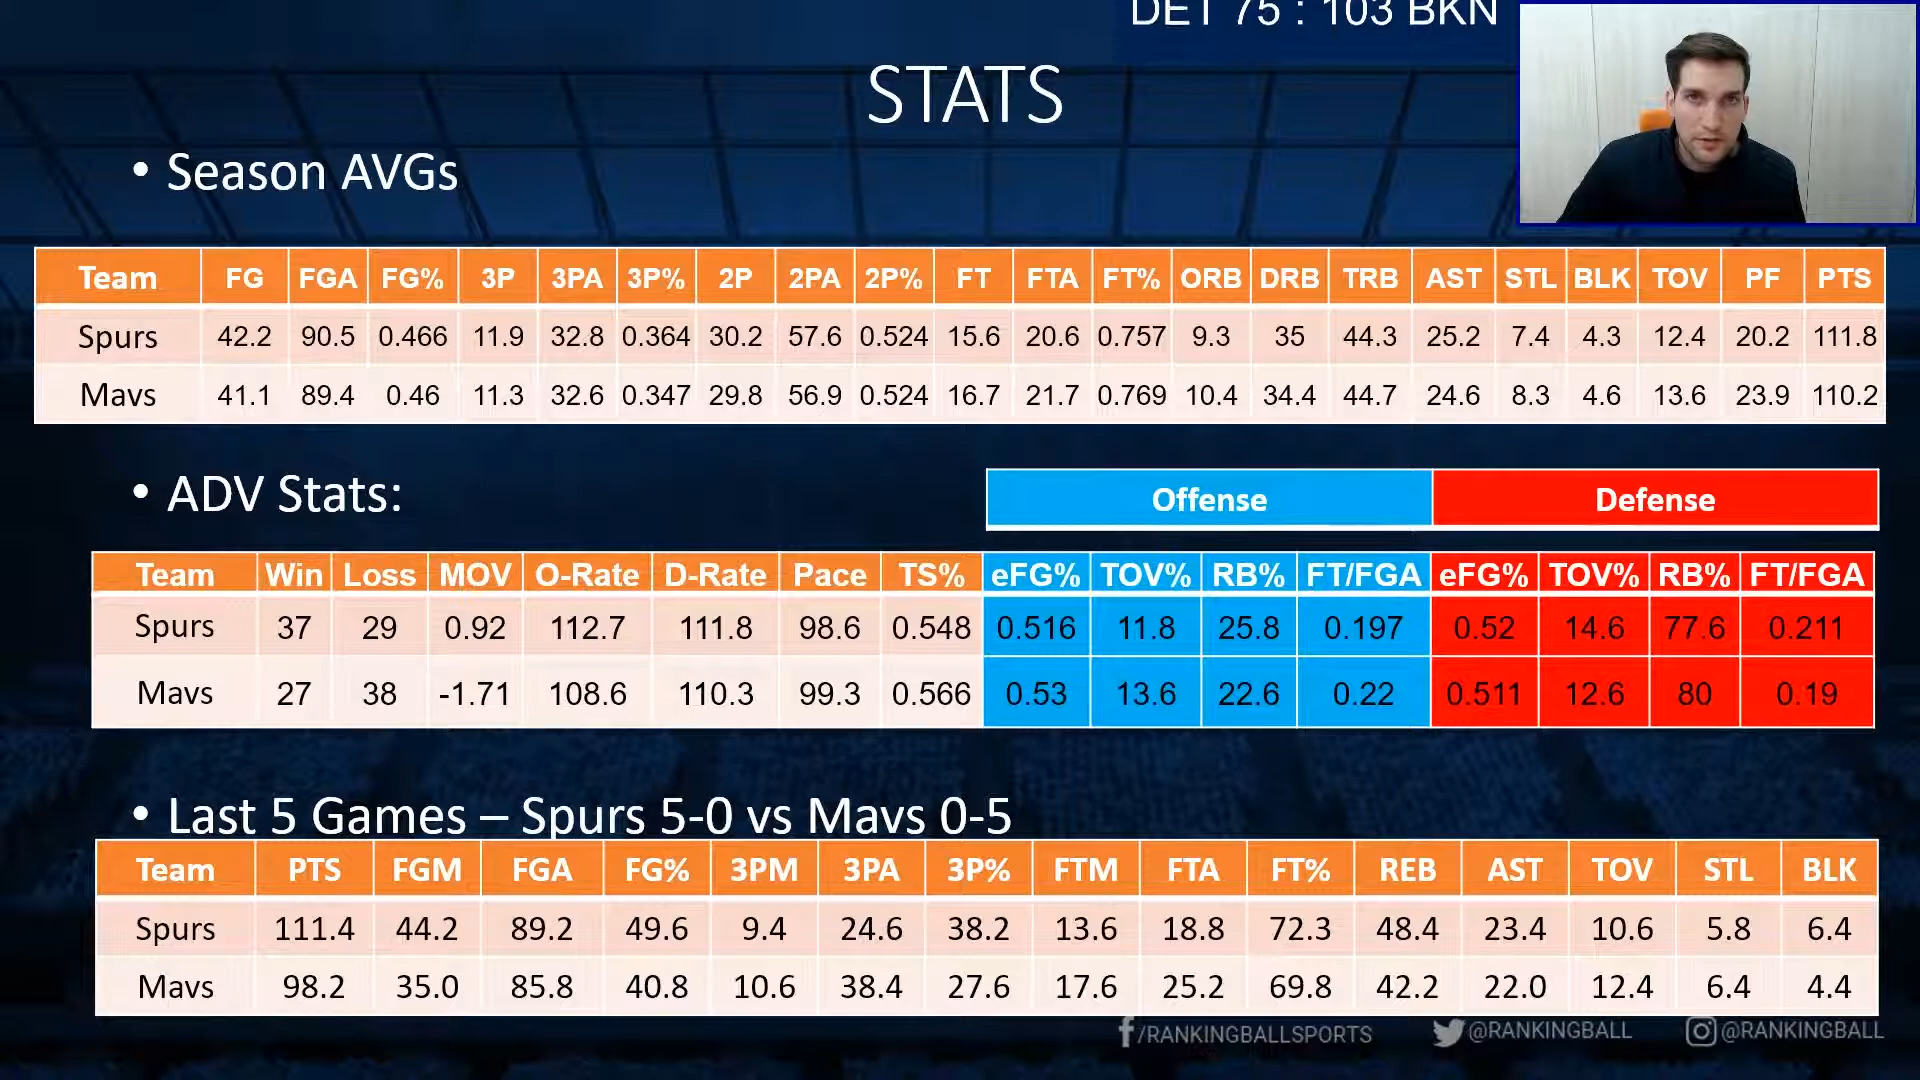 DET 75 : 103 BKN
STATS
• Season AVGs
Team FG FGA FG% 3P 3PA 3P% 2P 2PA 2P% FT FTA FT% ORB DRB TRB AST STL BLK TOV PF PTS
Spurs 42.2 90.5 0.466 11.9 32.8 0.364 30.2 57.6 0.524 15.6 20.6 0.757 9.3 35 44.3 25.2 7.4 4.3 12.4 20.2 111.8
Mavs 41.1 89.4 0.46 11.3 32.6 0.347 29.8 56.9 0.524 16.7 21.7 0.769 10.4 34.4 44.7 24.6 8.3 4.6 13.6 23.9 110.2
• ADV Stats:
Offense Defense
Team Win Loss MOV O-Rate D-Rate Pace TS% eFG% TOV% RB% FT/FGA eFG% TOV% RB% FT/FGA
Spurs 37 29 0.92 112.7 111.8 98.6 0.548 0.516 11.8 25.8 0.197 0.52 14.6 77.6 0.211
Mavs 27 38 -1.71 108.6 110.3 99.3 0.566 0.53 13.6 22.6 0.22 0.511 12.6 80 0.19
• Last 5 Games – Spurs 5-0 vs Mavs 0-5
Team PTS FGM FGA FG% 3PM 3PA 3P% FTM FTA FT% REB AST TOV STL BLK
Spurs 111.4 44.2 89.2 49.6 9.4 24.6 38.2 13.6 18.8 72.3 48.4 23.4 10.6 5.8 6.4
Mavs 98.2 35.0 85.8 40.8 10.6 38.4 27.6 17.6 25.2 69.8 42.2 22.0 12.4 6.4 4.4
/RANKINGBALLSPORTS @RANKINGBALL @RANKINGBALL